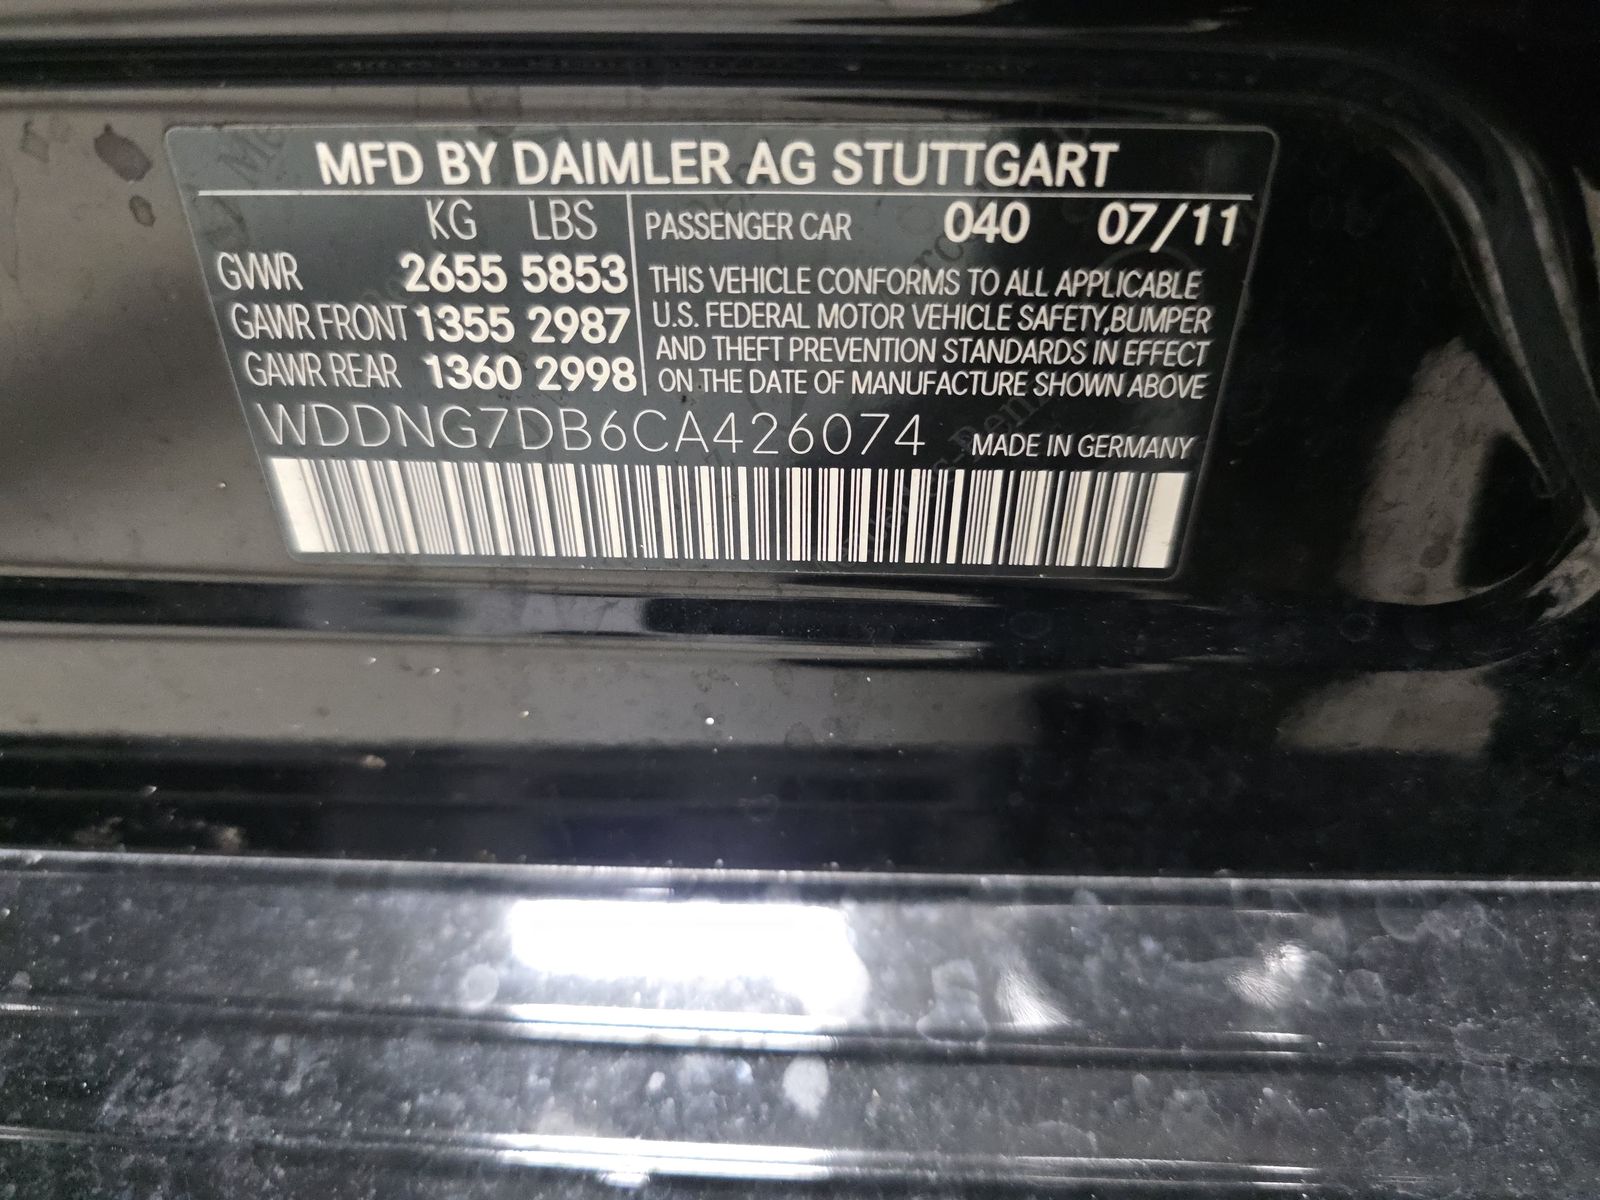 MFD BY DAIMLER AG STUTTGART
KG LBS
GVWR 2655 5853
GAWR FRONT 1355 2987
GAWR REAR 1360 2998
PASSENGER CAR 040 07/11
THIS VEHICLE CONFORMS TO ALL APPLICABLE
U.S. FEDERAL MOTOR VEHICLE SAFETY,BUMPER
AND THEFT PREVENTION STANDARDS IN EFFECT
ON THE DATE OF MANUFACTURE SHOWN ABOVE
WDDNG7DB6CA426074 MADE IN GERMANY